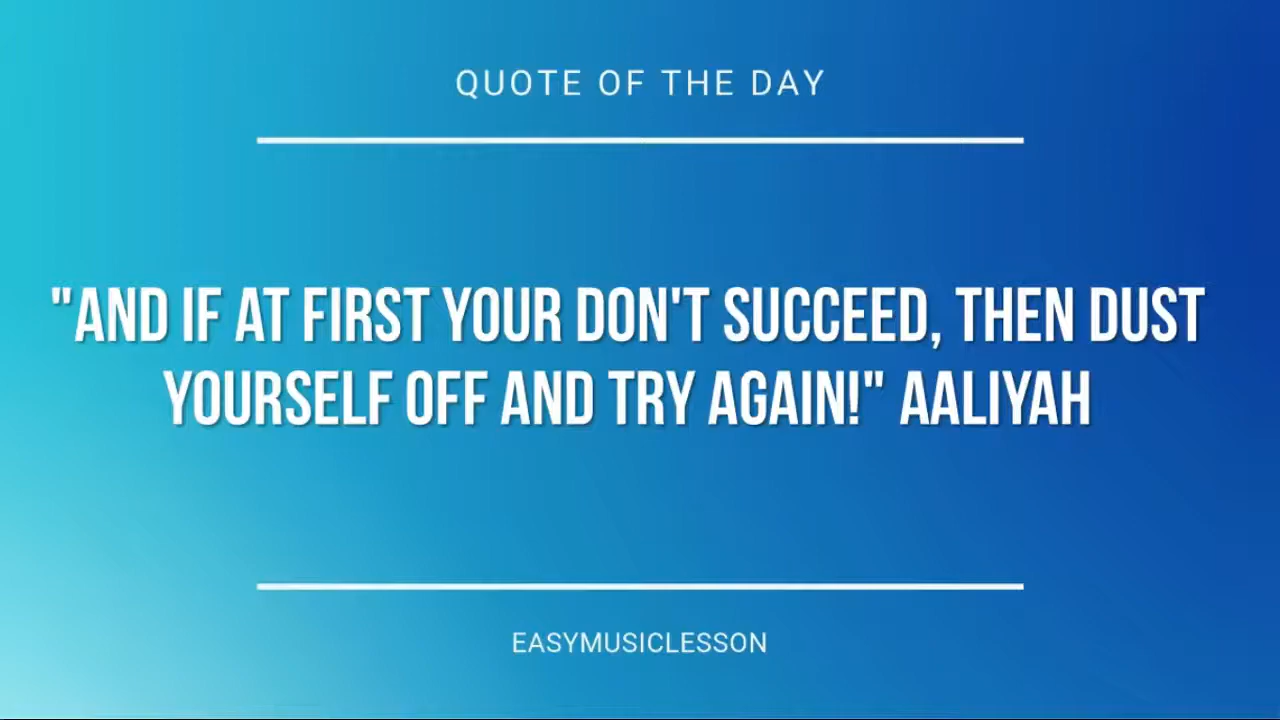 QUOTE OF THE DAY
"AND IF AT FIRST YOUR DON'T SUCCEED, THEN DUST
YOURSELF OFF AND TRY AGAIN!" AALIYAH
EASYMUSICLESSON